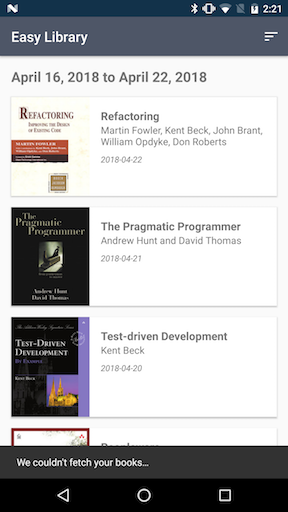 2:21
Easy Library
April 16, 2018 to April 22, 2018
REFACTORING
IMPROVING THE DESIGN
OF EXISTING CODE
MARTIN FOWLER
Refactoring
Martin Fowler, Kent Beck, John Brant,
William Opdyke, Don Roberts
2018-04-22
The
Pragmatic
Programmer
Andrew Hunt
David Thomas
The Pragmatic Programmer
Andrew Hunt and David Thomas
2018-04-21
TEST-DRIVEN
DEVELOPMENT
BY EXAMPLE
KENT BECK
Test-driven Development
Kent Beck
2018-04-20
We couldn't fetch your books...